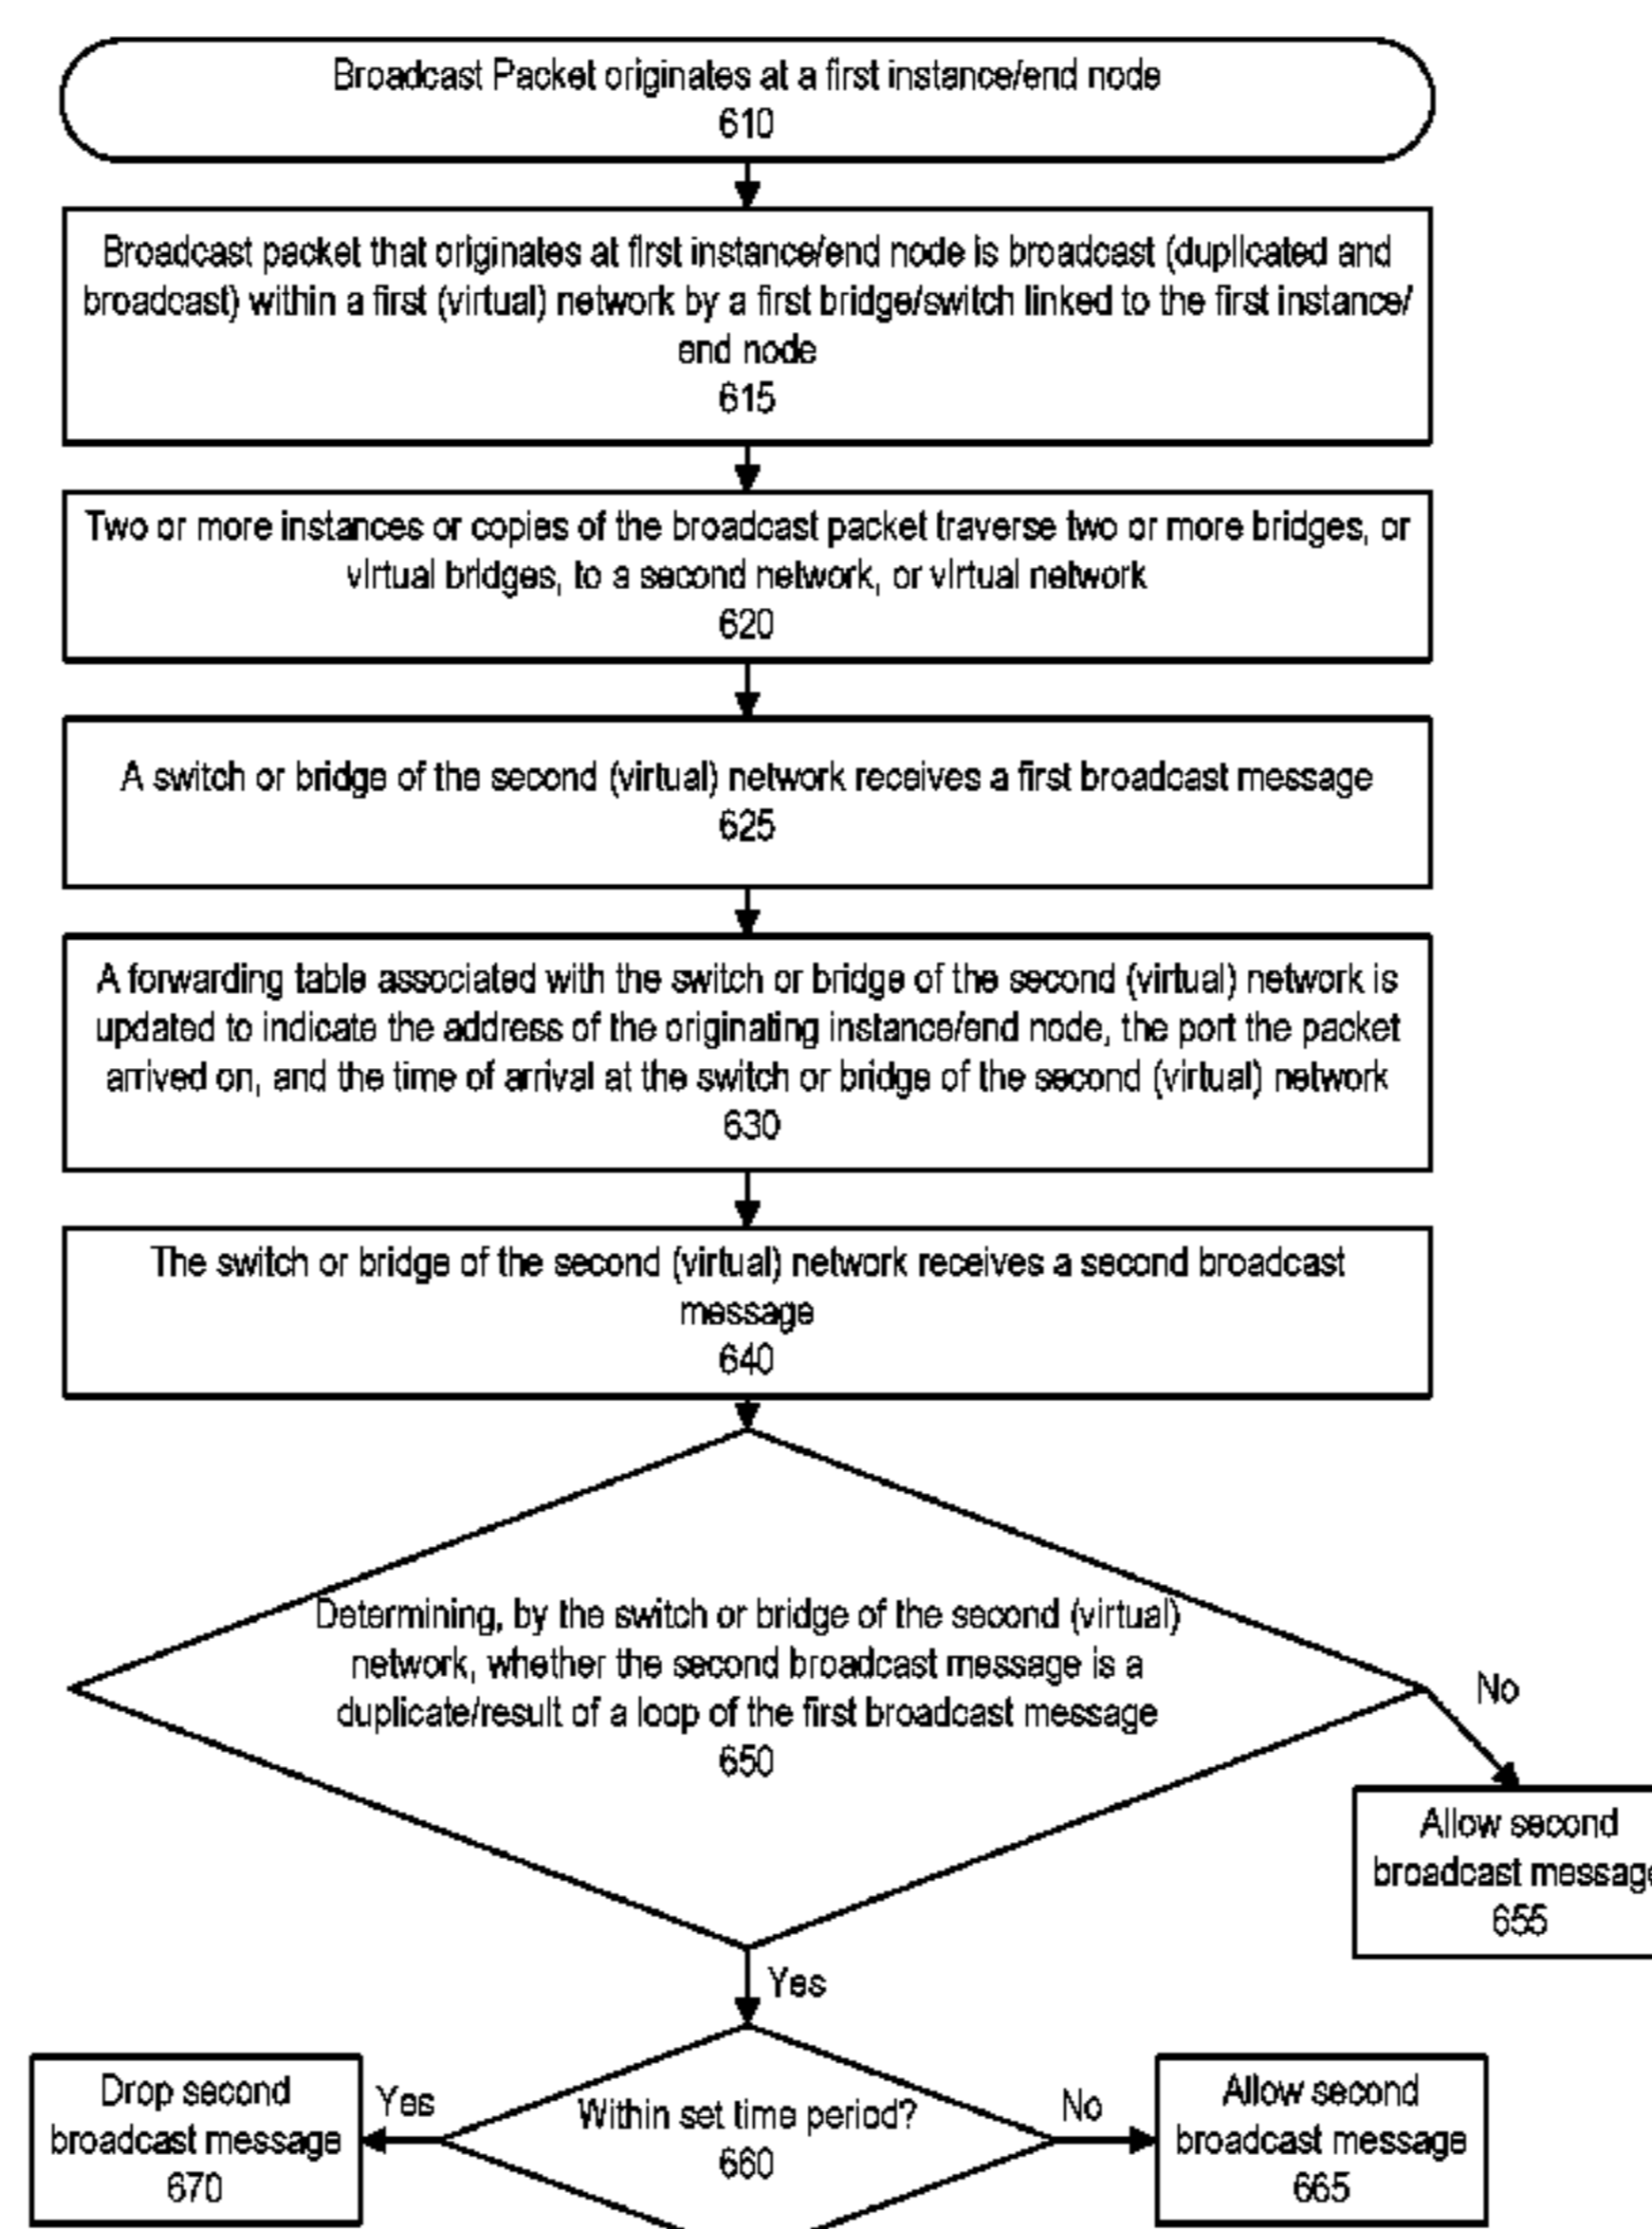 Broadcast Packet originates at a first instance/end node
610
Broadcast packet that originates at first instance/end node is broadcast (duplicated and
broadcast) within a first (virtual) network by a first bridge/switch linked to the first instance/
end node
615
Two or more instances or copies of the broadcast packet traverse two or more bridges, or
virtual bridges, to a second network, or virtual network
620
A switch or bridge of the second (virtual) network receives a first broadcast message
625
A forwarding table associated with the switch or bridge of the second (virtual) network is
updated to indicate the address of the originating instance/end node, the port the packet
arrived on, and the time of arrival at the switch or bridge of the second (virtual) network
630
The switch or bridge of the second (virtual) network receives a second broadcast
message
640
Determining, by the switch or bridge of the second (virtual)
network, whether the second broadcast message is a
duplicate/result of a loop of the first broadcast message
650
No
Allow second
broadcast message
655
Yes
Drop second
broadcast message
670
Yes
Within set time period?
660
No
Allow second
broadcast message
665